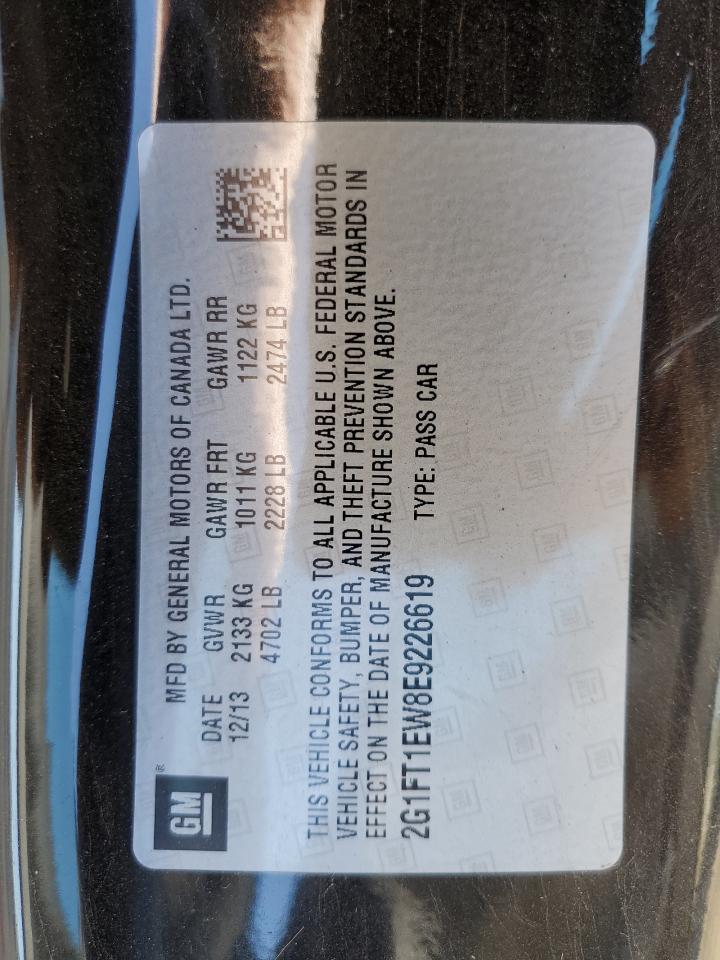 GM ®
MFD BY GENERAL MOTORS OF CANADA LTD.
DATE GVWR GAWR FRT GAWR RR
12/13 2133 KG 1011 KG 1122 KG
4702 LB 2228 LB 2474 LB
THIS VEHICLE CONFORMS TO ALL APPLICABLE U.S. FEDERAL MOTOR
VEHICLE SAFETY, BUMPER, AND THEFT PREVENTION STANDARDS IN
EFFECT ON THE DATE OF MANUFACTURE SHOWN ABOVE.
2G1FT1EW8E9226619 TYPE: PASS CAR